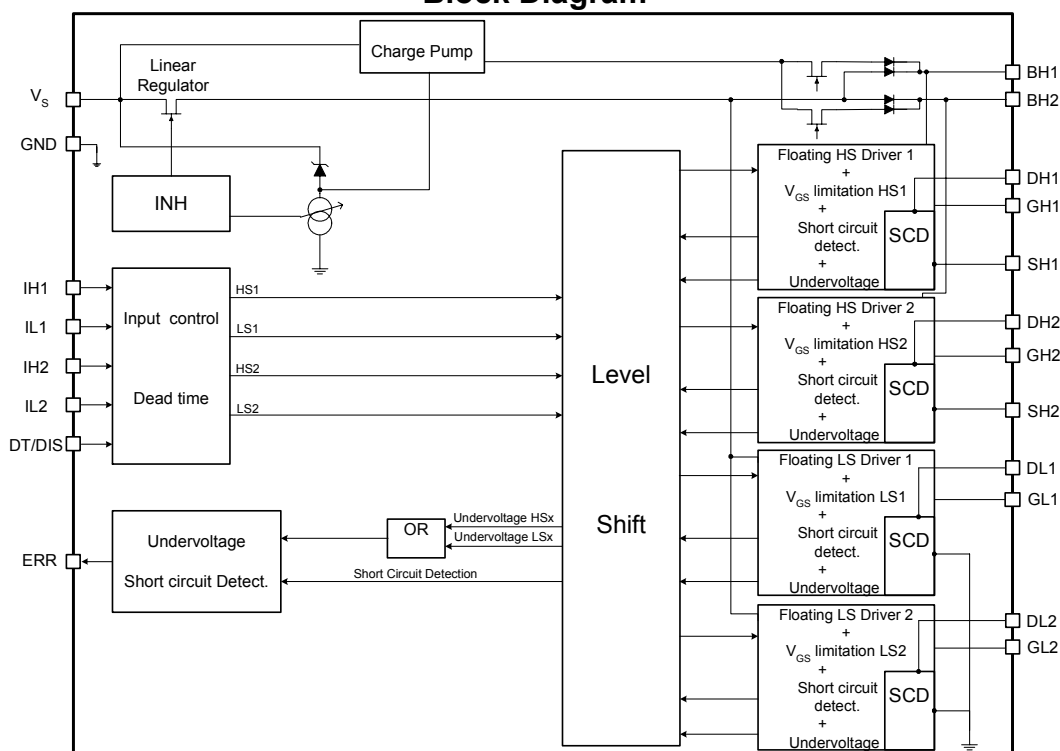 Block Diagram
Charge Pump
Linear
Regulator
VS
GND
INH
BH1
BH2
Floating HS Driver 1
+
VGS limitation HS1
+
Short circuit
detect.
+
Undervoltage
SCD
DH1
GH1
SH1
IH1
IL1
IH2
IL2
DT/DIS
Input control
Dead time
HS1
LS1
HS2
LS2
Level
Shift
Floating HS Driver 2
+
VGS limitation HS2
+
Short circuit
detect.
+
Undervoltage
SCD
DH2
GH2
SH2
Floating LS Driver 1
+
VGS limitation LS1
+
Short circuit
detect.
+
Undervoltage
SCD
DL1
GL1
ERR
Undervoltage
Short circuit Detect.
OR
Undervoltage HSx
Undervoltage LSx
Short Circuit Detection
Floating LS Driver 2
+
VGS limitation LS2
+
Short circuit
detect.
+
Undervoltage
SCD
DL2
GL2